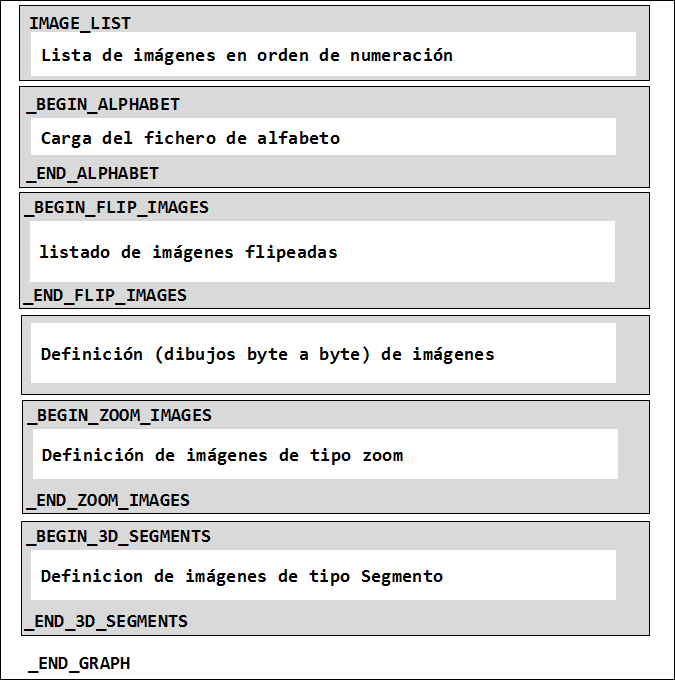 IMAGE_LIST
Lista de imágenes en orden de numeración
_BEGIN_ALPHABET
Carga del fichero de alfabeto
_END_ALPHABET
_BEGIN_FLIP_IMAGES
listado de imágenes flipeadas
_END_FLIP_IMAGES
Definición (dibujos byte a byte) de imágenes
_BEGIN_ZOOM_IMAGES
Definición de imágenes de tipo zoom
_END_ZOOM_IMAGES
_BEGIN_3D_SEGMENTS
Definicion de imágenes de tipo Segmento
_END_3D_SEGMENTS
_END_GRAPH